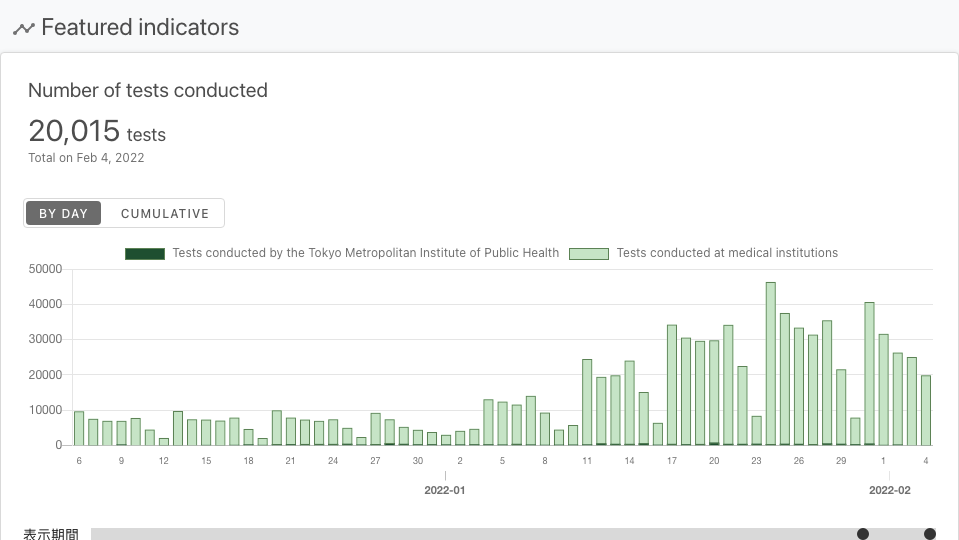 Featured indicators
Number of tests conducted
20,015 tests
Total on Feb 4, 2022
BY DAY CUMULATIVE
Tests conducted by the Tokyo Metropolitan Institute of Public Health Tests conducted at medical institutions
50000
40000
30000
20000
10000
0
6 9 12 15 18 21 24 27 30 2 5 8 11 14 17 20 23 26 29 1 4
2022-01 2022-02
表示期間